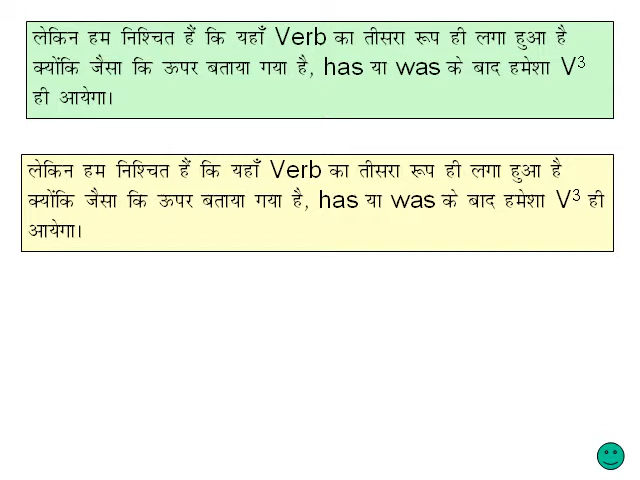 लेकिन हम निश्चित हैं कि यहाँ Verb का तीसरा रूप ही लगा हुआ है
क्योंकि जैसा कि ऊपर बताया गया है, has या was के बाद हमेशा V³
ही आयेगा।
लेकिन हम निश्चित हैं कि यहाँ Verb का तीसरा रूप ही लगा हुआ है
क्योंकि जैसा कि ऊपर बताया गया है, has या was के बाद हमेशा V³ ही
आयेगा।